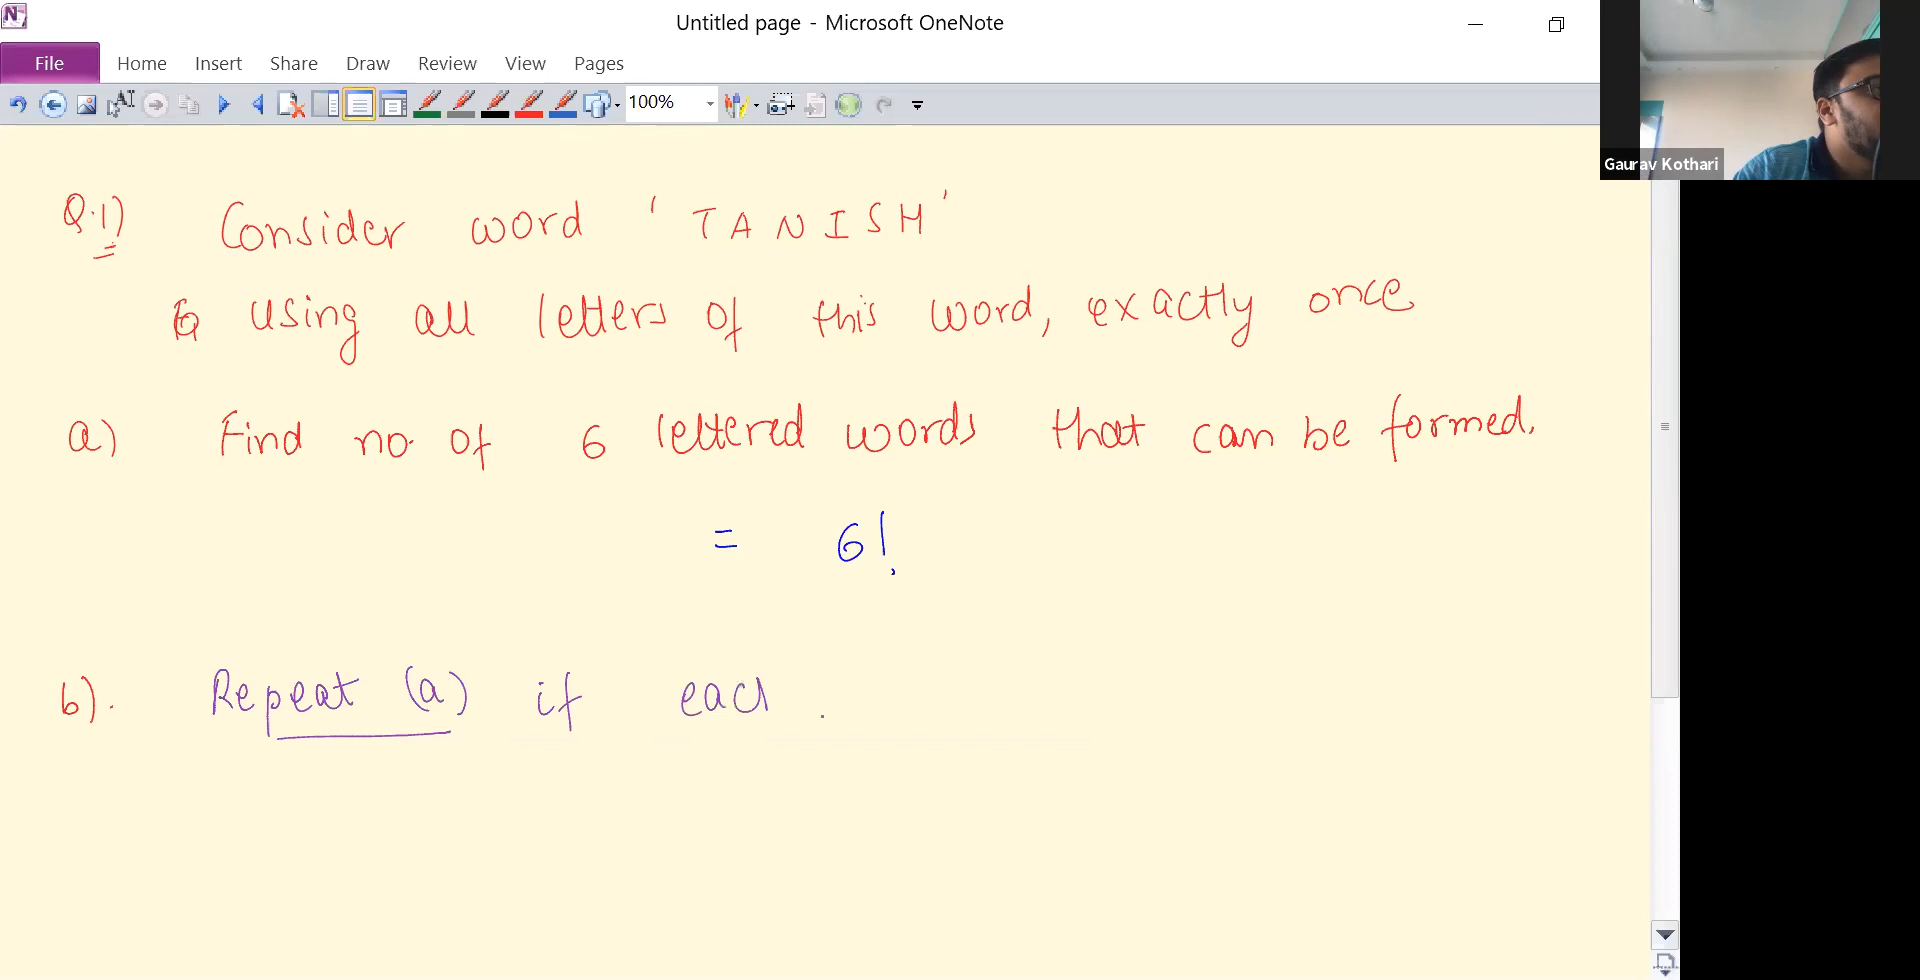 Untitled page - Microsoft OneNote
File Home Insert Share Draw Review View Pages
100%
Gaurav Kothari
Q.1) Consider word 'TANISH'
using all letters of this word, exactly once
a) Find no. of 6 lettered words that can be formed.
= 6!
b). Repeat (a) if each